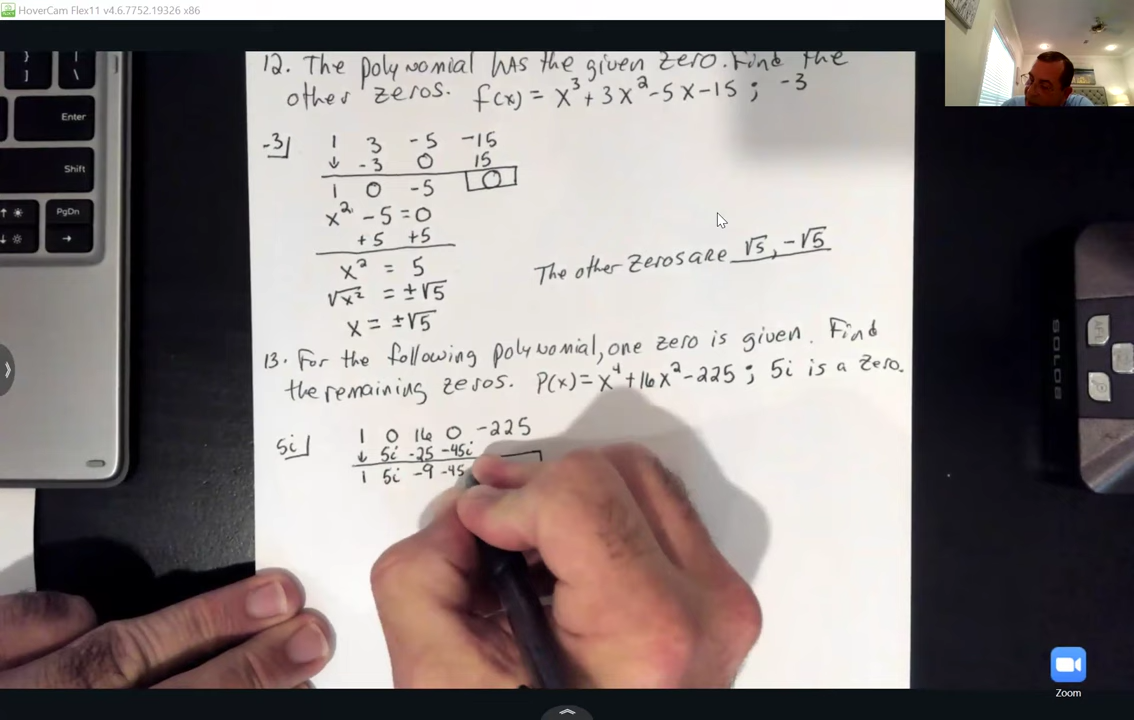 HoverCam Flex11 v4.6.7752.19326 x86
12. The polynomial HAS the given zero. Find the
other zeros. f(x) = x³ + 3x² - 5x - 15 ; -3
-3 1 3 -5 -15
↓ -3 0 15
1 0 -5 0
x² - 5 = 0
+5 +5
x² = 5
√x² = ±√5
x = ±√5
The other zeros are √5, -√5
13. For the following polynomial, one zero is given. Find
the remaining zeros. P(x) = x⁴ + 16x² - 225 ; 5i is a zero.
5i 1 0 16 0 -225
↓ 5i -25 -45i
1 5i -9 -45
}
]
|
\
Enter
Shift
PgDn
SOLO 8
AF
Zoom